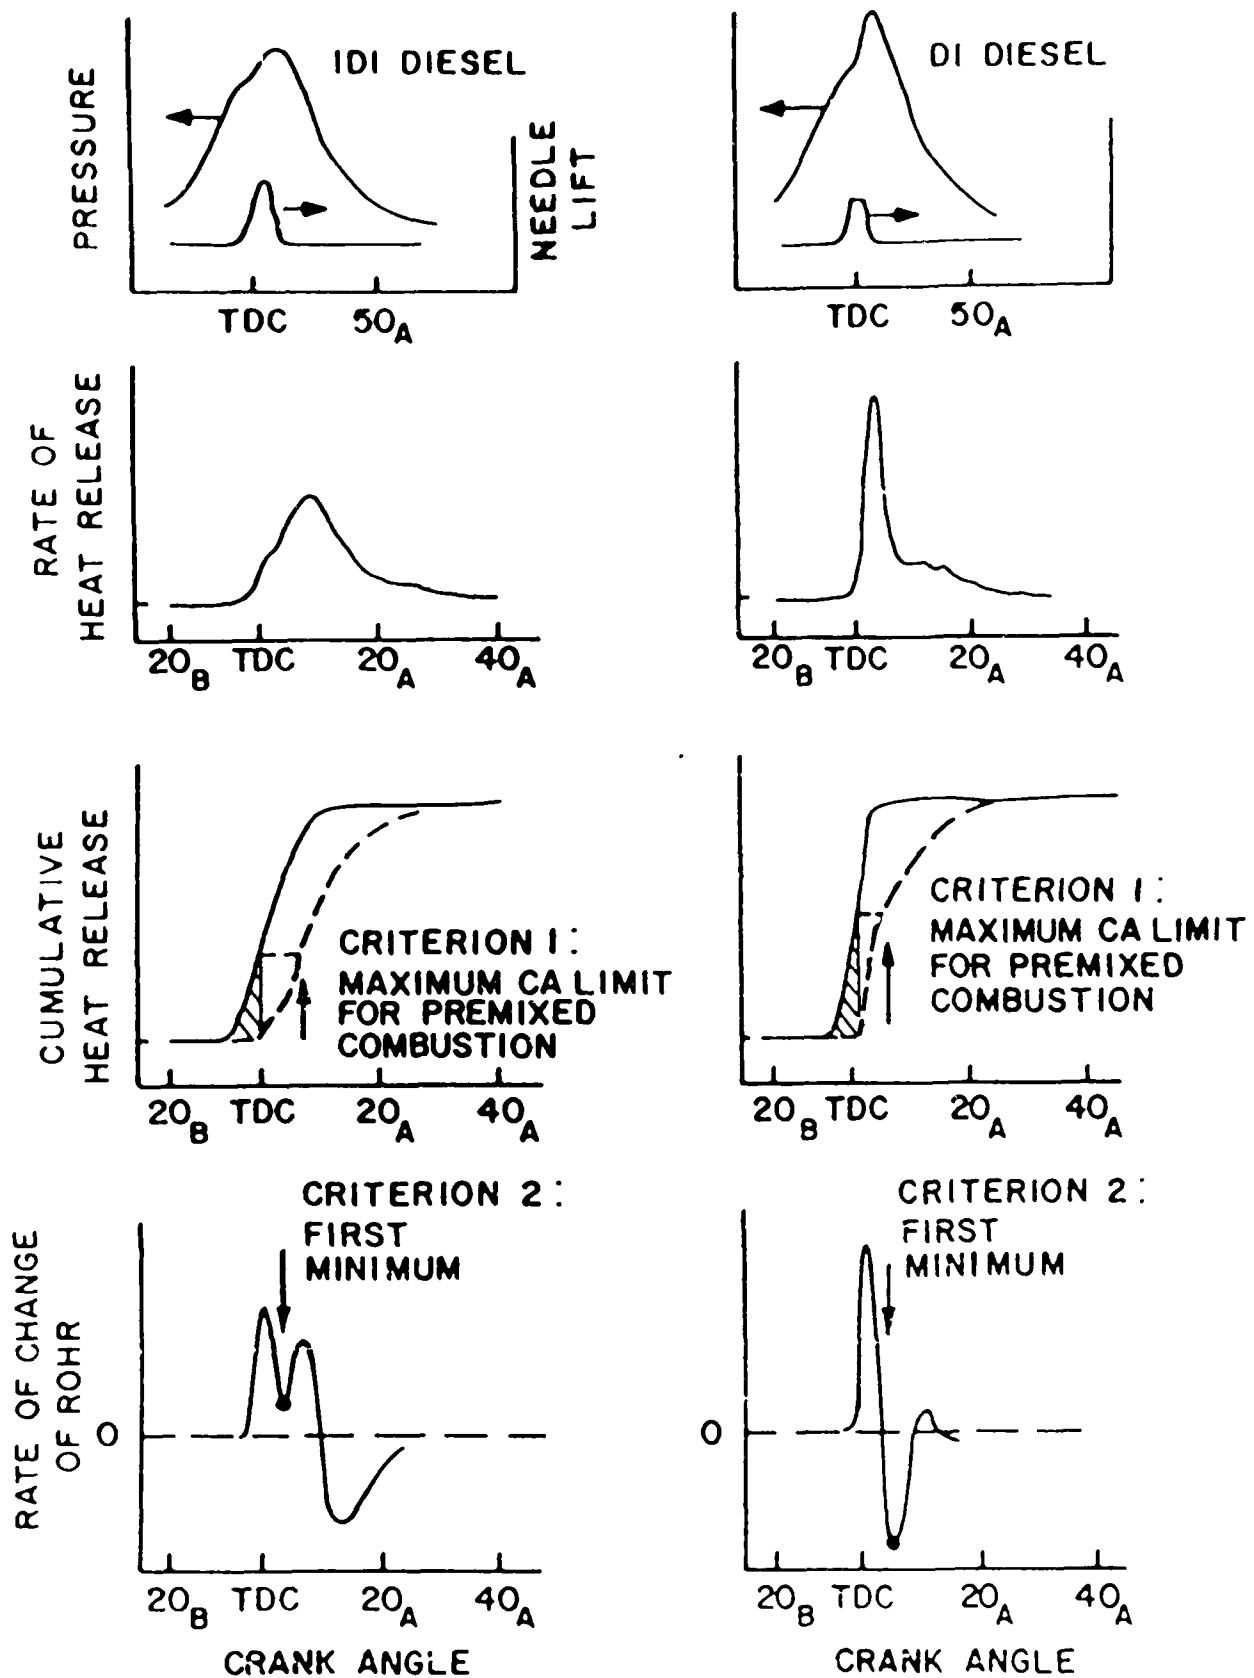 IDI DIESEL
PRESSURE
NEEDLE
LIFT
TDC 50A
DI DIESEL
TDC 50A
RATE OF
HEAT RELEASE
20B TDC 20A 40A
20B TDC 20A 40A
CUMULATIVE
HEAT RELEASE
CRITERION 1:
MAXIMUM CA LIMIT
FOR PREMIXED
COMBUSTION
20B TDC 20A 40A
CRITERION 1:
MAXIMUM CA LIMIT
FOR PREMIXED
COMBUSTION
20B TDC 20A 40A
RATE OF CHANGE
OF ROHR
CRITERION 2:
FIRST
MINIMUM
0
20B TDC 20A 40A
CRANK ANGLE
CRITERION 2:
FIRST
MINIMUM
0
20B TDC 20A 40A
CRANK ANGLE